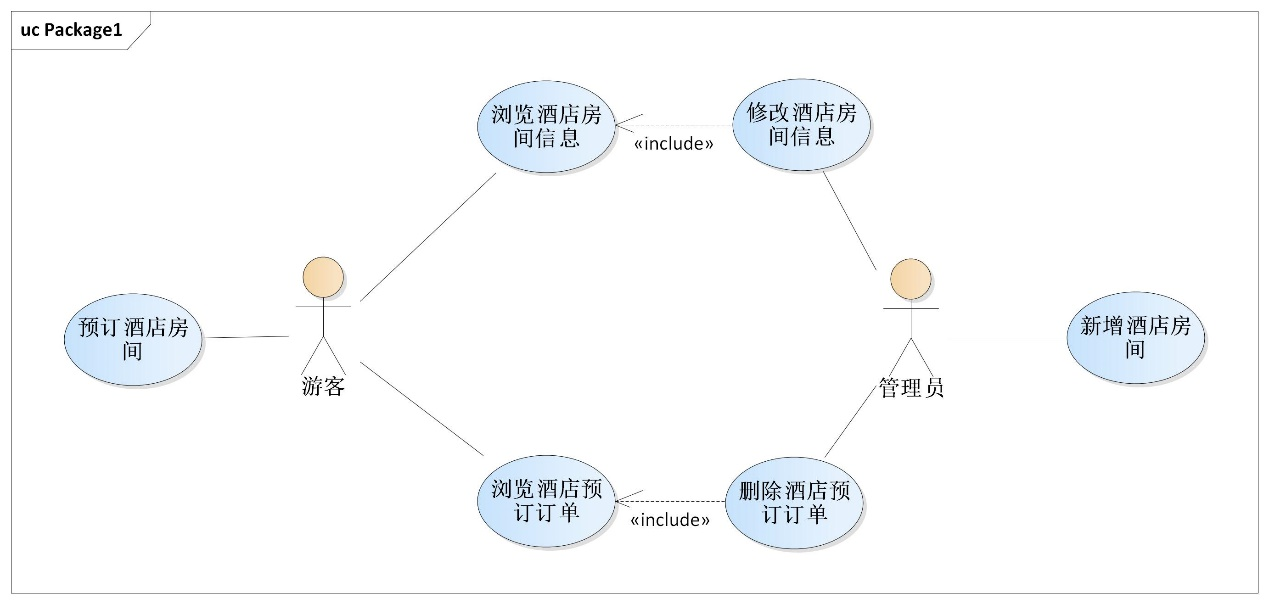 uc Package1
浏览酒店房
间信息
修改酒店房
间信息
«include»
预订酒店房
间
游客
管理员
新增酒店房
间
浏览酒店预
订订单
删除酒店预
订订单
«include»